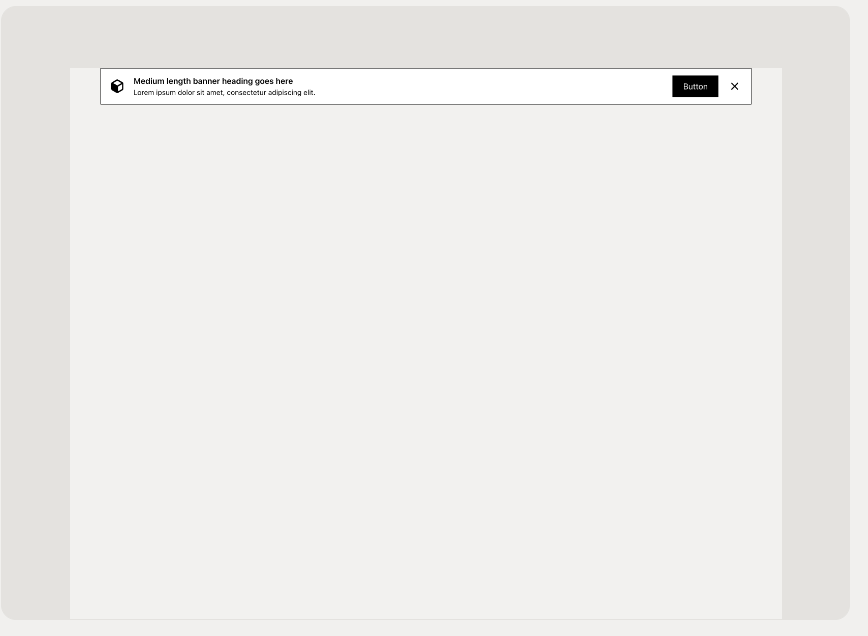 Medium length banner heading goes here
Lorem ipsum dolor sit amet, consectetur adipiscing elit.
Button